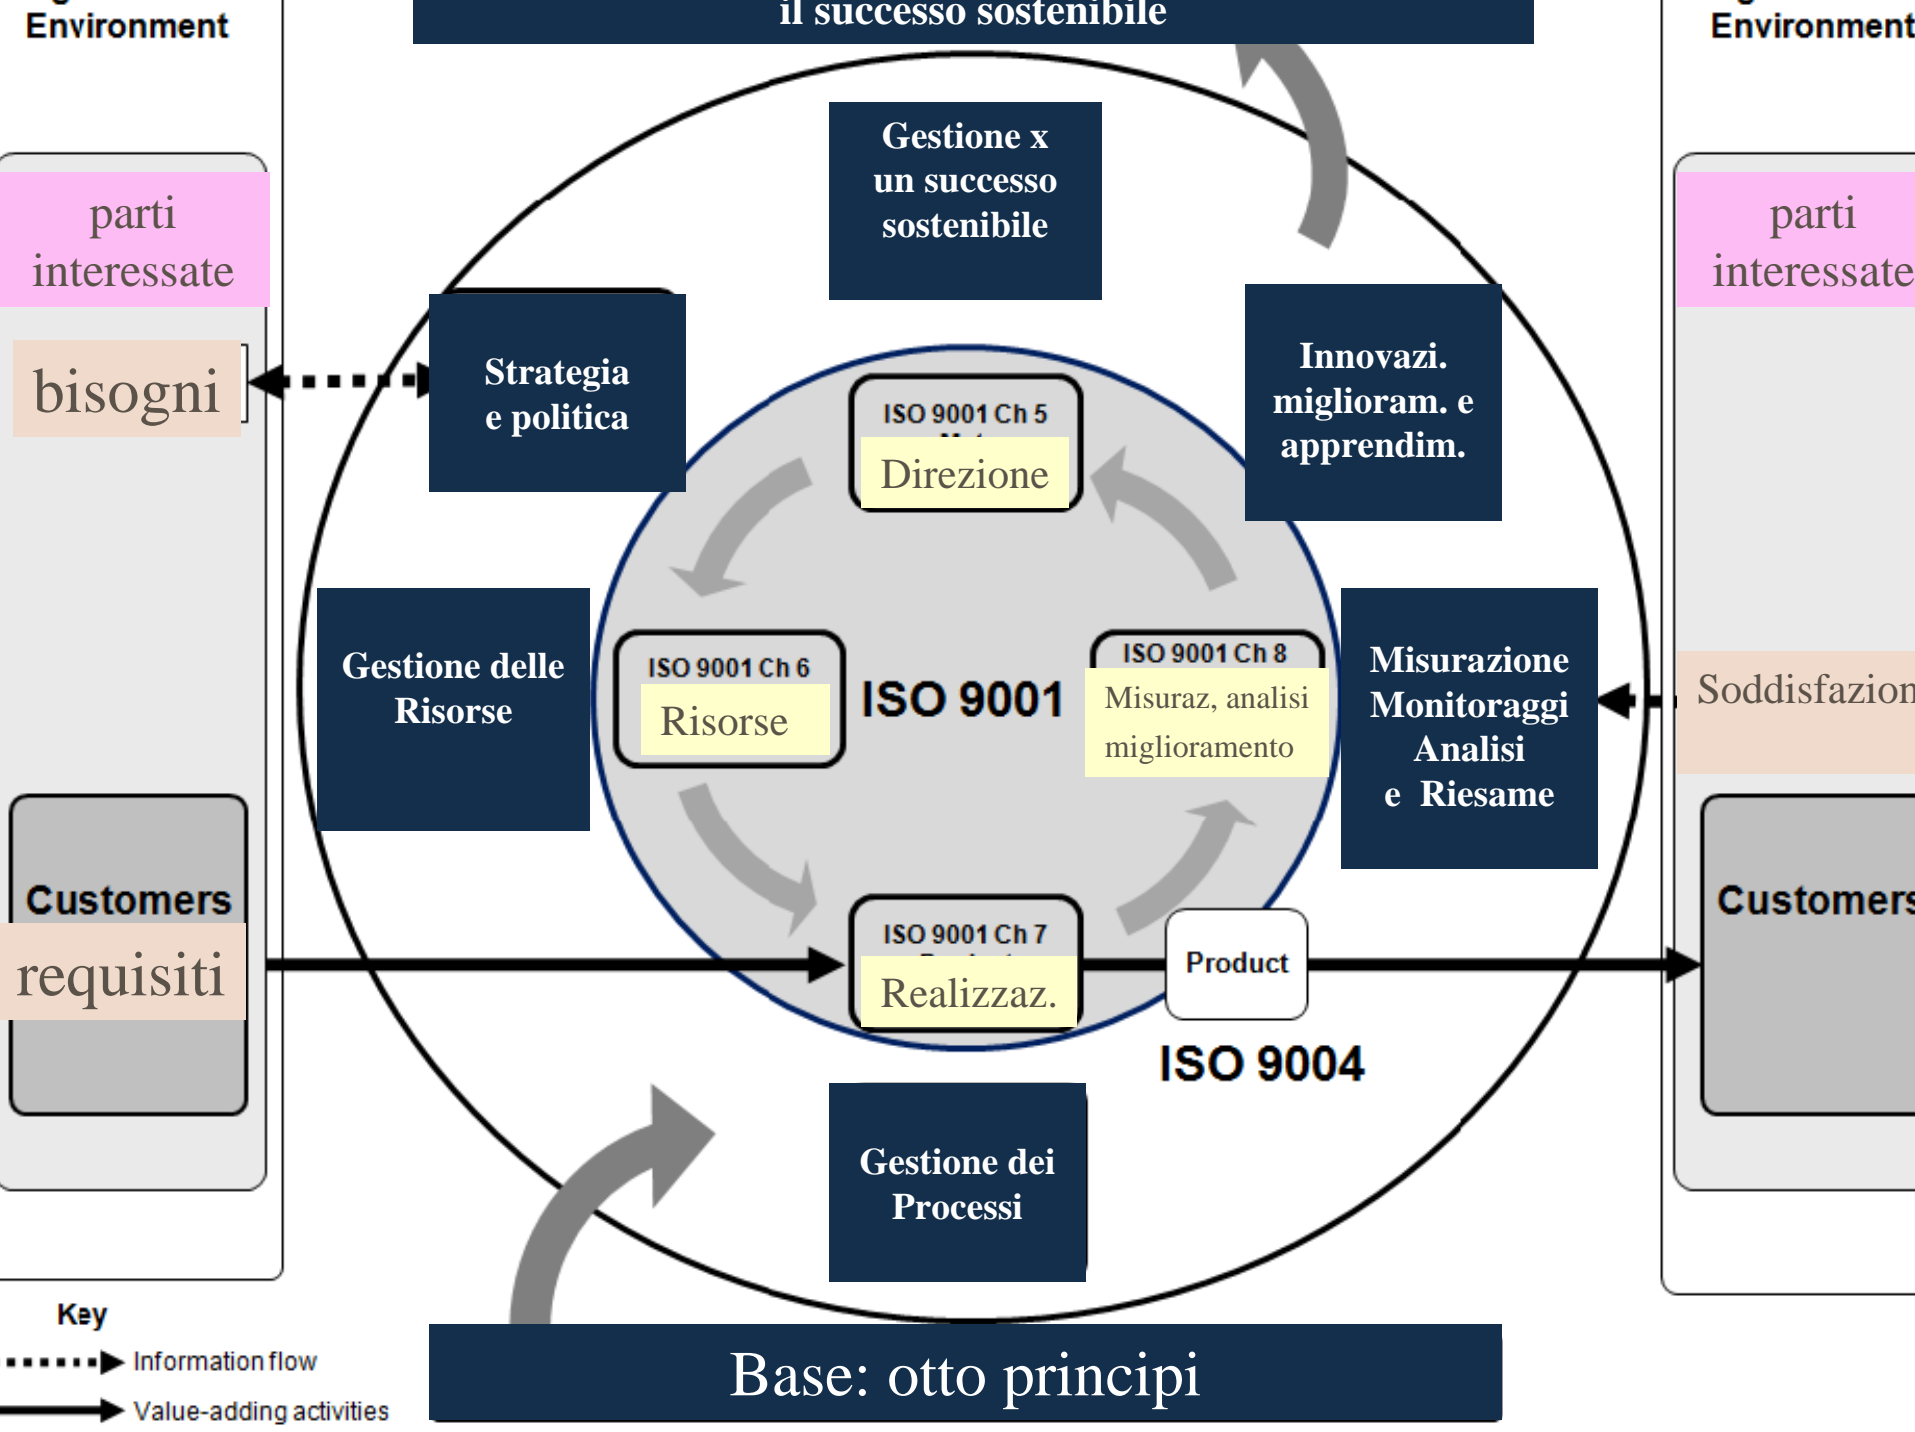 il successo sostenibile
Environment
Environment
Gestione x
un successo
sostenibile
parti
interessate
parti
interessate
bisogni
Strategia
e politica
Innovazi.
miglioram. e
apprendim.
ISO 9001 Ch 5
Direzione
Gestione delle
Risorse
ISO 9001 Ch 6
Risorse
ISO 9001
ISO 9001 Ch 8
Misuraz, analisi
miglioramento
Misurazione
Monitoraggi
Analisi
e Riesame
Soddisfazion
Customers
requisiti
ISO 9001 Ch 7
Realizzaz.
Product
Customers
ISO 9004
Gestione dei
Processi
Key
Information flow
Value-adding activities
Base: otto principi